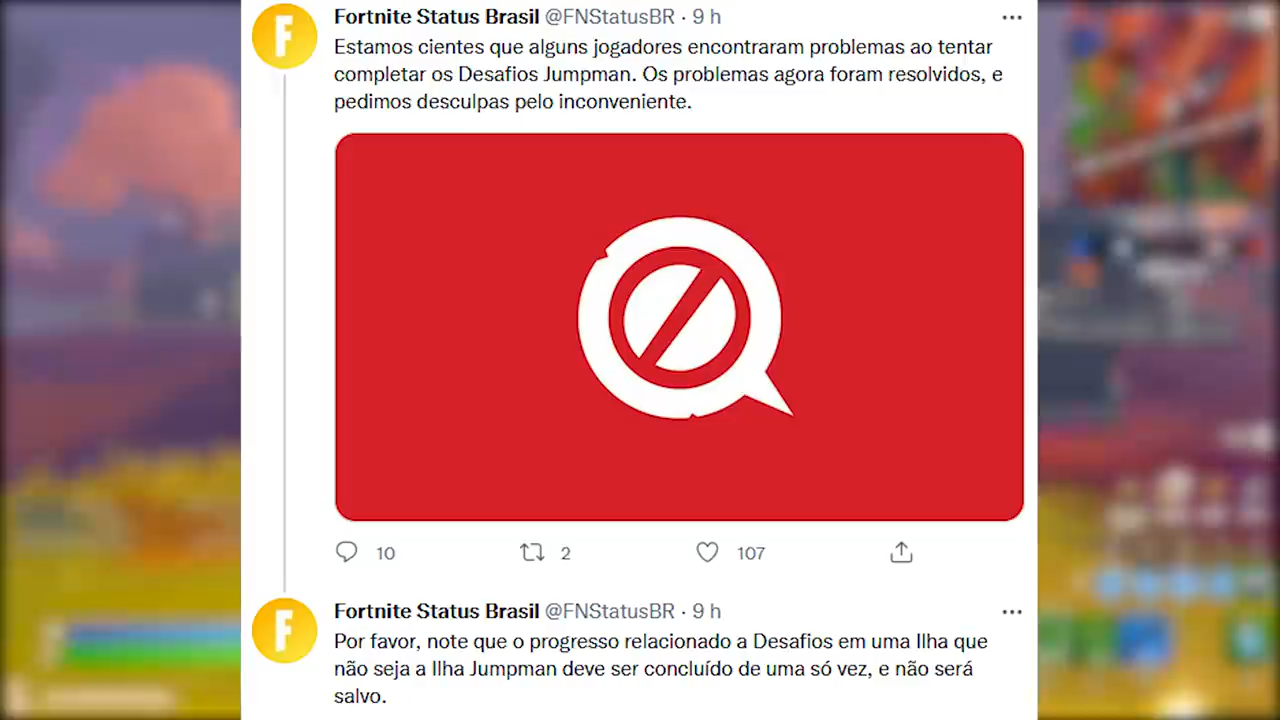 Fortnite Status Brasil @FNStatusBR · 9 h
Estamos cientes que alguns jogadores encontraram problemas ao tentar
completar os Desafios Jumpman. Os problemas agora foram resolvidos, e
pedimos desculpas pelo inconveniente.
10 2 107
Fortnite Status Brasil @FNStatusBR · 9 h
Por favor, note que o progresso relacionado a Desafios em uma Ilha que
não seja a Ilha Jumpman deve ser concluído de uma só vez, e não será
salvo.